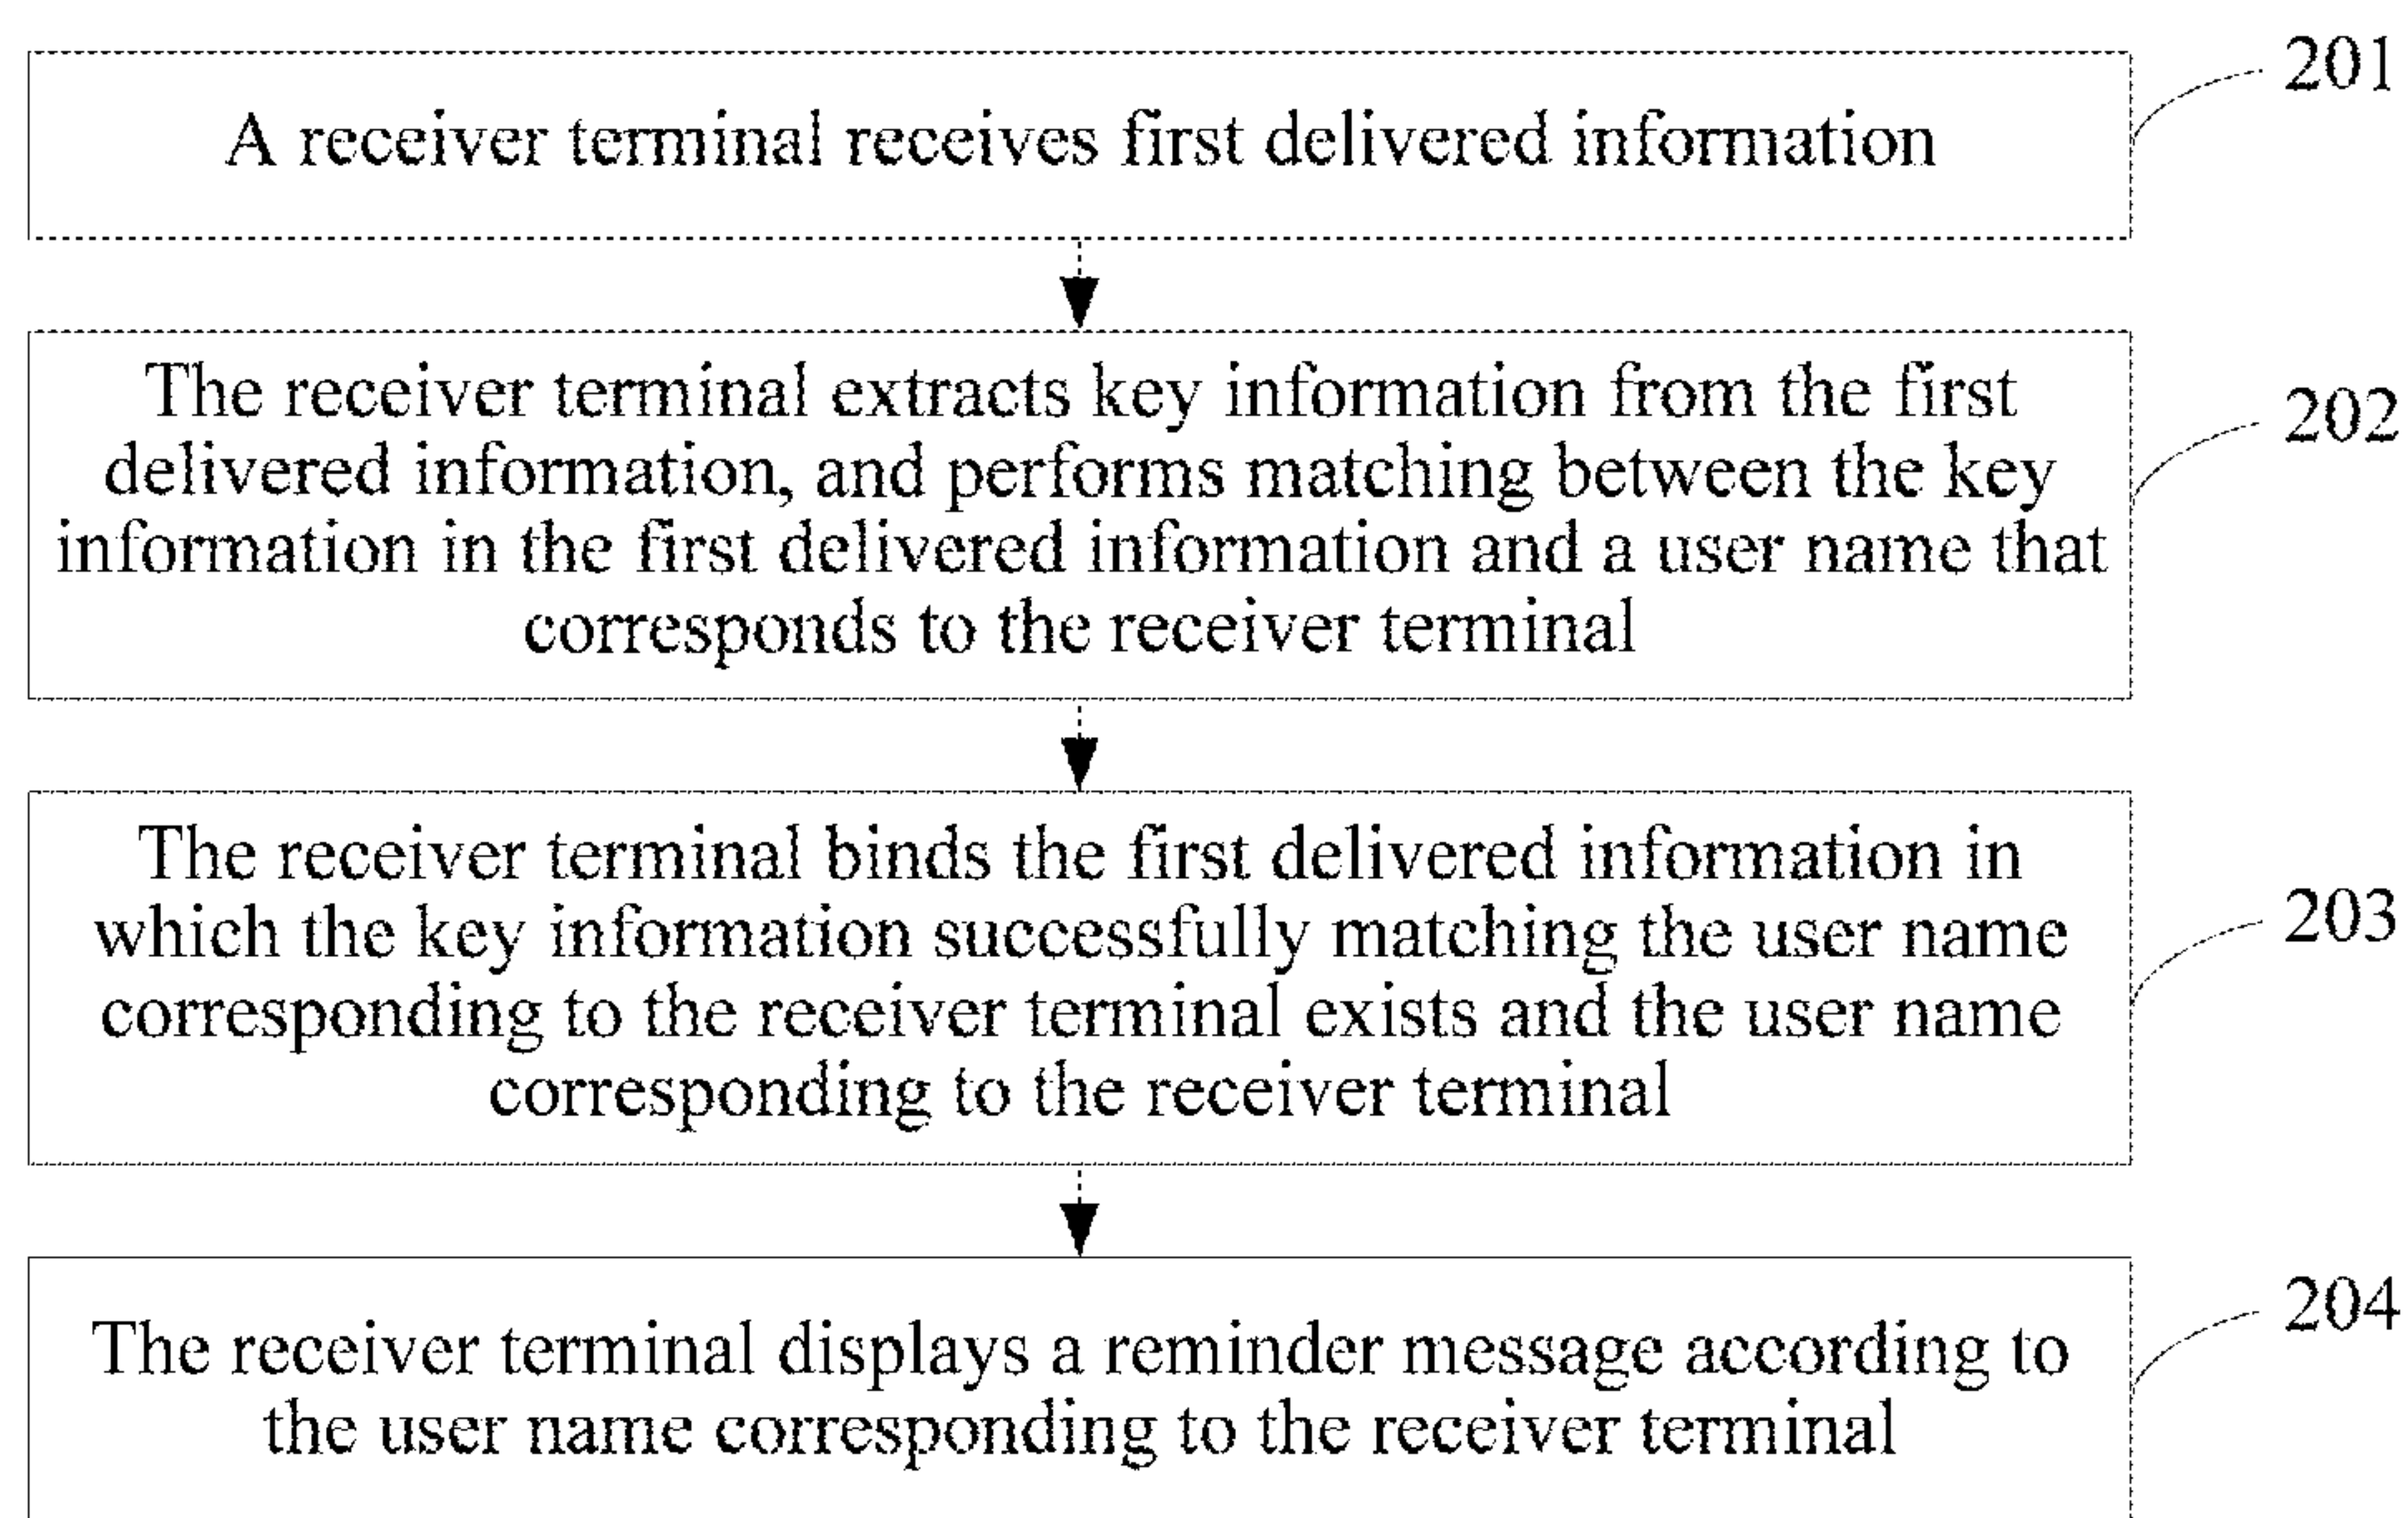 201
A receiver terminal receives first delivered information
The receiver terminal extracts key information from the first
202
delivered information, and performs matching between the key
information in the first delivered information and a user name that
corresponds to the receiver terminal
The receiver terminal binds the first delivered information in
203
which the key information successfully matching the user name
corresponding to the receiver terminal exists and the user name
corresponding to the receiver terminal
204
The receiver terminal displays a reminder message according to
the user name corresponding to the receiver terminal